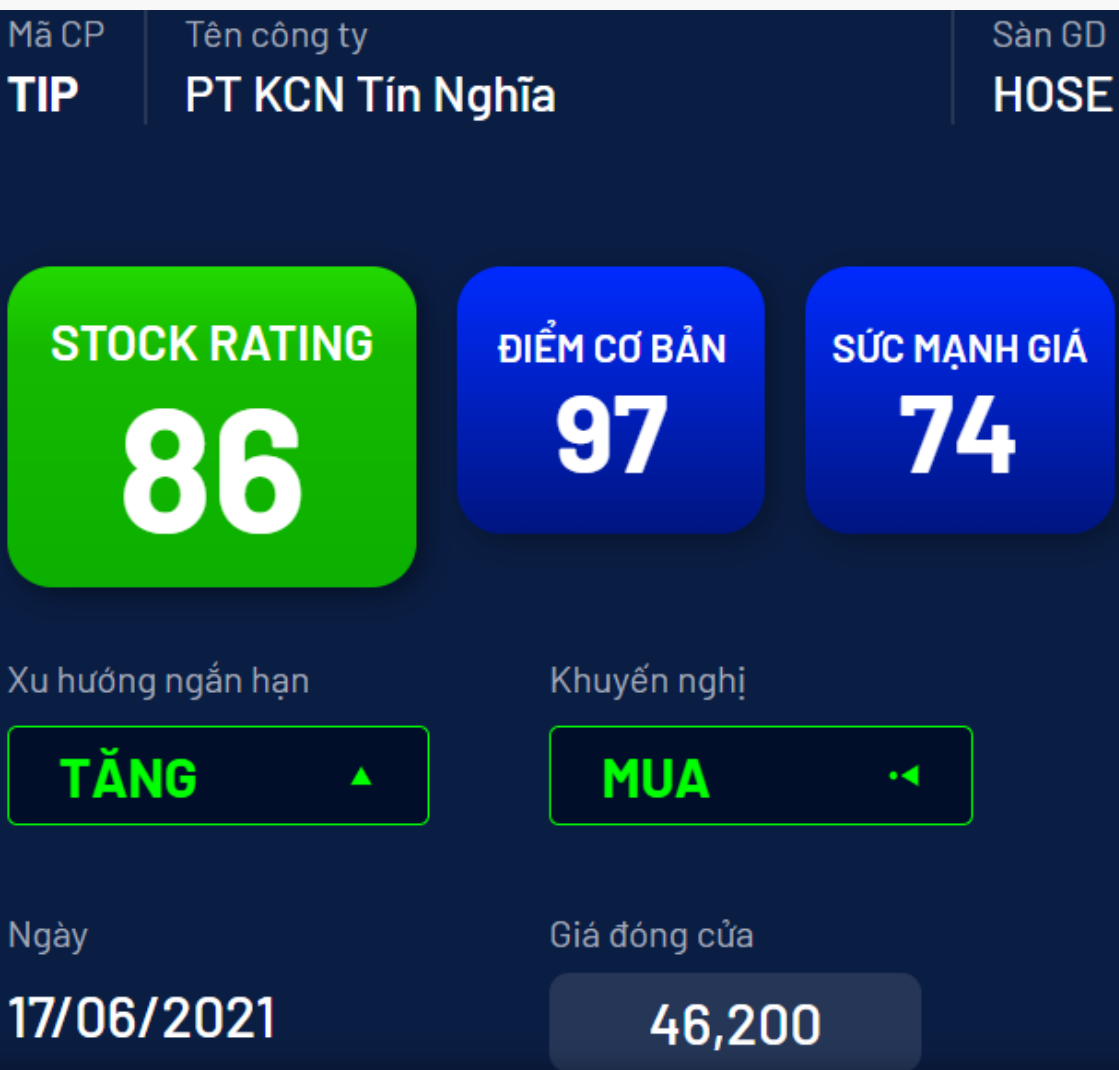 Mã CP
Tên công ty
Sàn GD
TIP
PT KCN Tín Nghĩa
HOSE
STOCK RATING
86
ĐIỂM CƠ BẢN
97
SỨC MẠNH GIÁ
74
Xu hướng ngắn hạn
Khuyến nghị
TĂNG
MUA
Ngày
Giá đóng cửa
17/06/2021
46,200